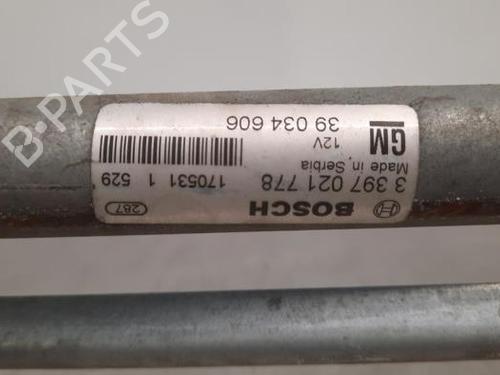 BOSCH
3 397 021 778
Made in Serbia
GM
12V
39 034 606
170531 1 529
287
B-PARTS